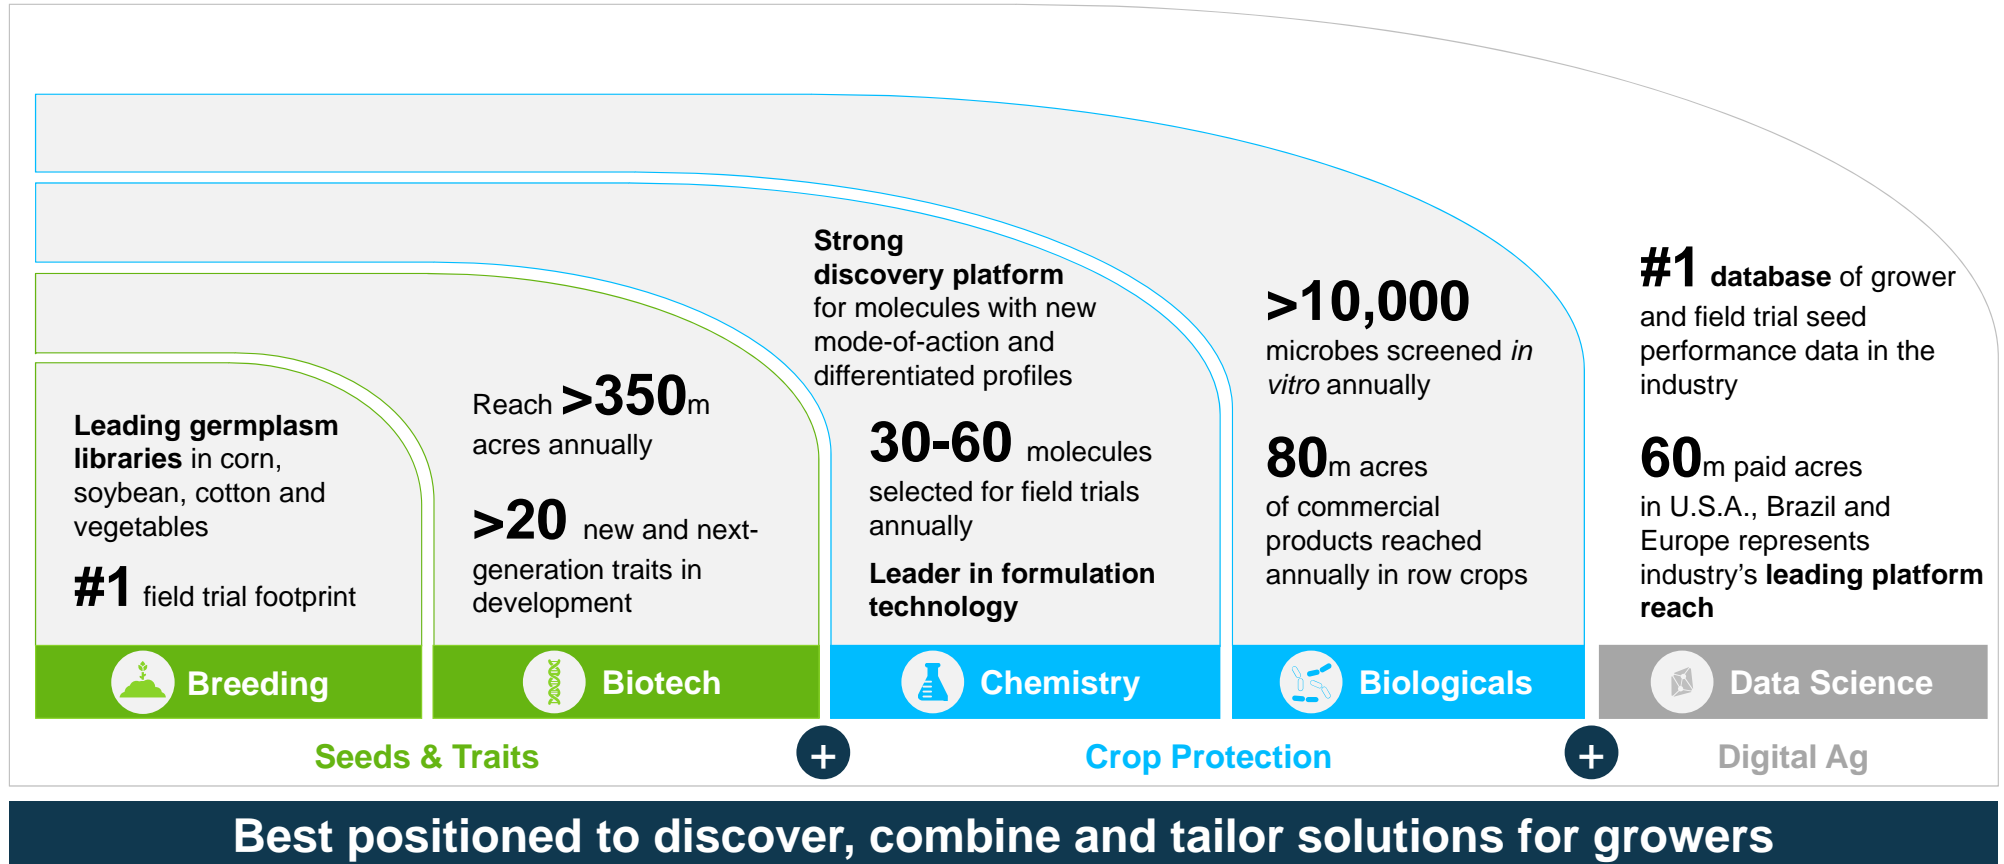 Leading germplasm
libraries in corn,
soybean, cotton and
vegetables
#1 field trial footprint
Breeding
Reach >350m
acres annually
>20 new and next-
generation traits in
development
Biotech
Seeds & Traits
+
Strong
discovery platform
for molecules with new
mode-of-action and
differentiated profiles
30-60 molecules
selected for field trials
annually
Leader in formulation
technology
Chemistry
>10,000
microbes screened in
vitro annually
80m acres
of commercial
products reached
annually in row crops
Biologicals
Crop Protection
+
#1 database of grower
and field trial seed
performance data in the
industry
60m paid acres
in U.S.A., Brazil and
Europe represents
industry’s leading platform
reach
Data Science
Digital Ag
Best positioned to discover, combine and tailor solutions for growers